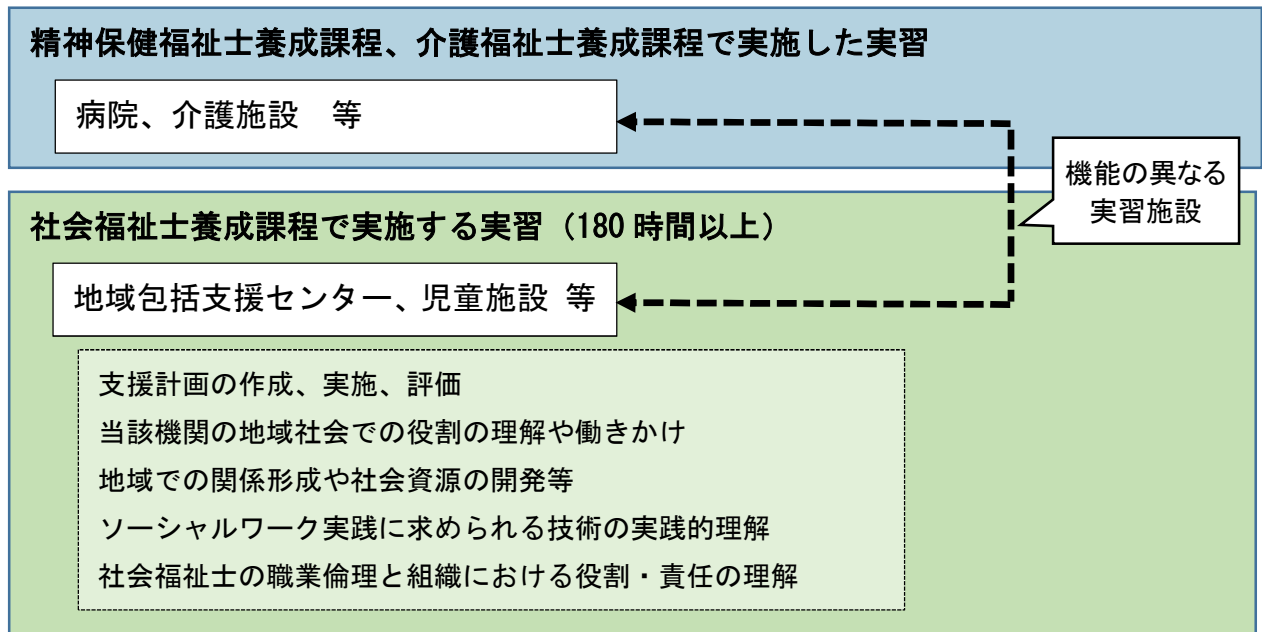 精神保健福祉士養成課程、介護福祉士養成課程で実施した実習
病院、介護施設　等
機能の異なる
実習施設
社会福祉士養成課程で実施する実習（180 時間以上）
地域包括支援センター、児童施設 等
支援計画の作成、実施、評価
当該機関の地域社会での役割の理解や働きかけ
地域での関係形成や社会資源の開発等
ソーシャルワーク実践に求められる技術の実践的理解
社会福祉士の職業倫理と組織における役割・責任の理解